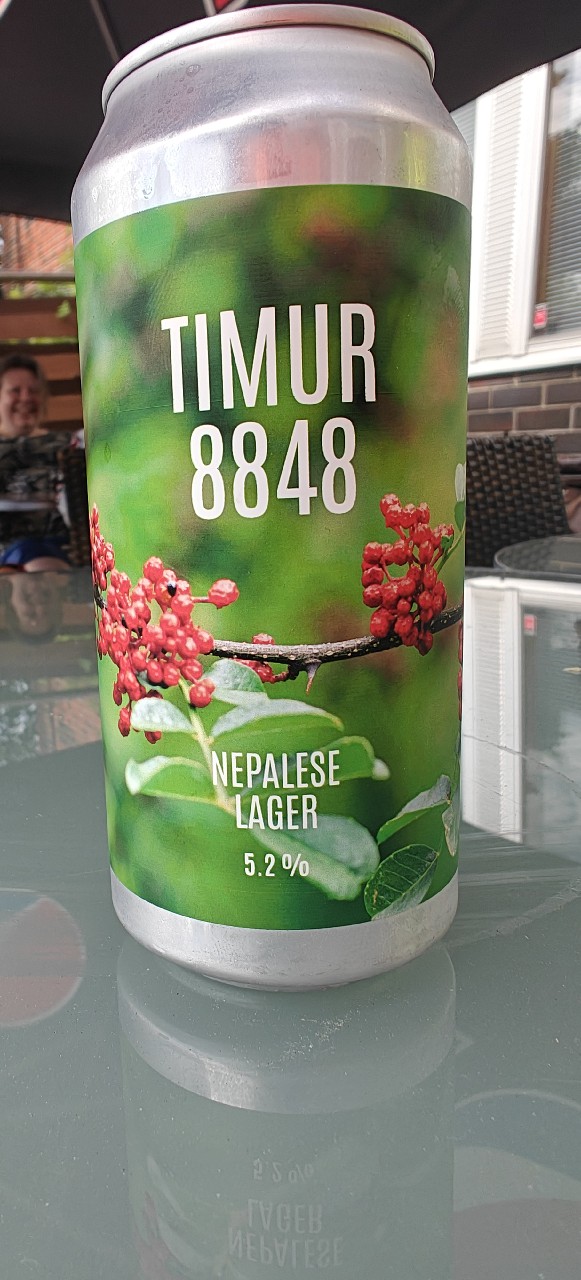 TIMUR
8848
NEPALESE
LAGER
5.2%